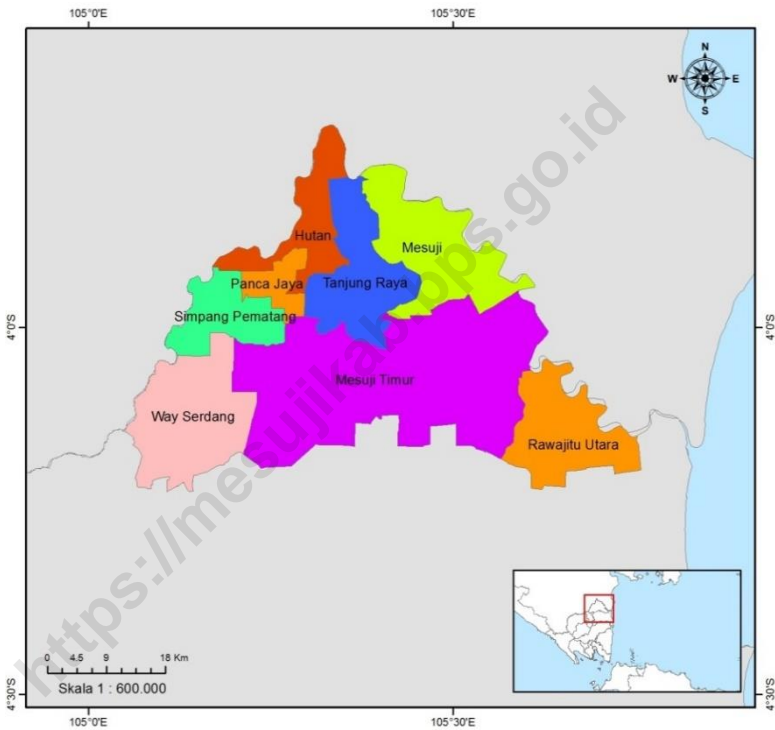 105°0'E 105°30'E
N
W E
S
Hutan
Mesuji
Panca Jaya
Tanjung Raya
Simpang Pematang
4°0'S 4°0'S
Mesuji Timur
Way Serdang
Rawajitu Utara
https://mesujikab.bps.go.id
0 4.5 9 18 Km
Skala 1 : 600.000
4°30'S 4°30'S
105°0'E 105°30'E